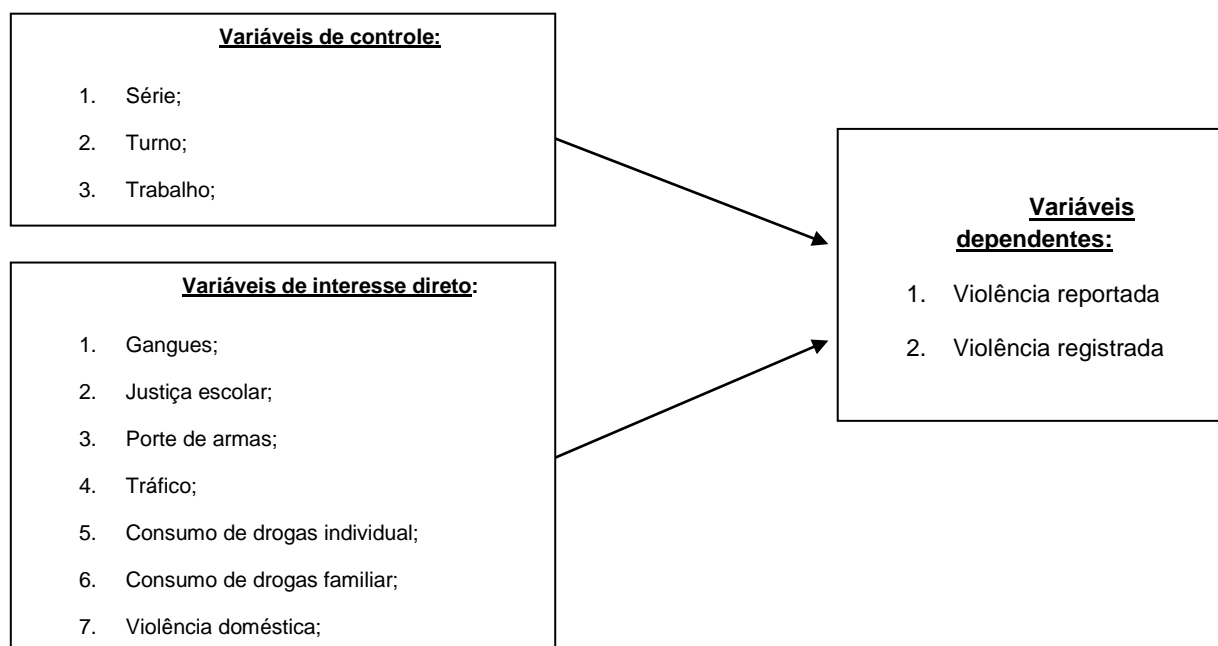 Variáveis de controle:
1. Série;
2. Turno;
3. Trabalho;
Variáveis de interesse direto:
1. Gangues;
2. Justiça escolar;
3. Porte de armas;
4. Tráfico;
5. Consumo de drogas individual;
6. Consumo de drogas familiar;
7. Violência doméstica;
Variáveis
dependentes:
1. Violência reportada
2. Violência registrada